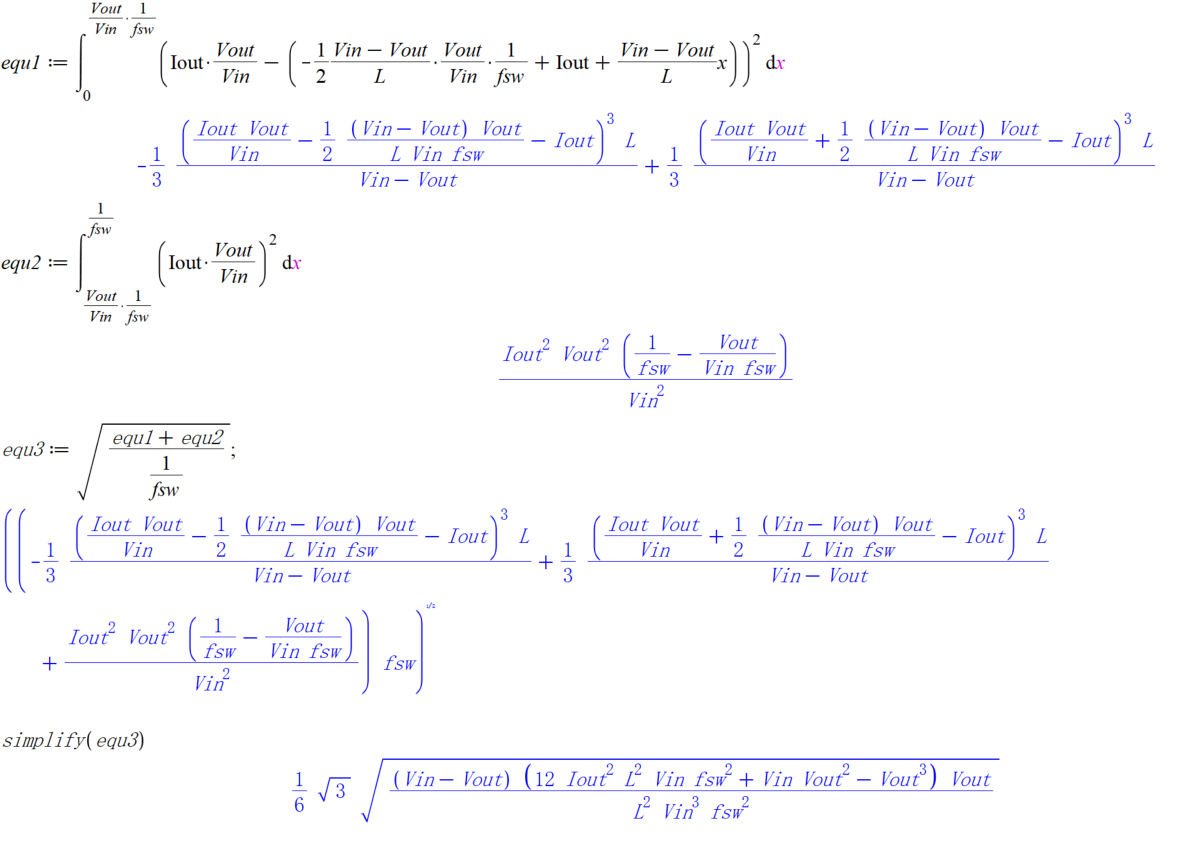 equ1 := ∫_0^{Vout/Vin · 1/fsw} (Iout · Vout/Vin − (-1/2 (Vin − Vout)/L · Vout/Vin · 1/fsw + Iout + (Vin − Vout)/L x))^2 dx
-1/3 (Iout Vout/Vin − 1/2 (Vin − Vout) Vout/(L Vin fsw) − Iout)^3 L/(Vin − Vout) + 1/3 (Iout Vout/Vin + 1/2 (Vin − Vout) Vout/(L Vin fsw) − Iout)^3 L/(Vin − Vout)
equ2 := ∫_{Vout/Vin · 1/fsw}^{1/fsw} (Iout · Vout/Vin)^2 dx
Iout^2 Vout^2 (1/fsw − Vout/(Vin fsw))/Vin^2
equ3 := √((equ1 + equ2)/(1/fsw));
((-1/3 (Iout Vout/Vin − 1/2 (Vin − Vout) Vout/(L Vin fsw) − Iout)^3 L/(Vin − Vout) + 1/3 (Iout Vout/Vin + 1/2 (Vin − Vout) Vout/(L Vin fsw) − Iout)^3 L/(Vin − Vout)
+ Iout^2 Vout^2 (1/fsw − Vout/(Vin fsw))/Vin^2) fsw)^{1/2}
simplify(equ3)
1/6 √3 √((Vin − Vout) (12 Iout^2 L^2 Vin fsw^2 + Vin Vout^2 − Vout^3) Vout/(L^2 Vin^3 fsw^2))